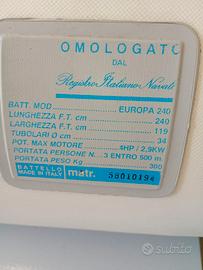 OMOLOGATO
DAL
Registro Italiano Navale
BATT. MOD. EUROPA 240
LUNGHEZZA F.T. cm 240
LARGHEZZA F.T. cm 119
TUBOLARI Ø cm 34
POT. MAX MOTORE 4HP / 2,9KW
PORTATA PERSONE N. 3 ENTRO 500 m.
PORTATA PESO Kg 380
BATTELLO
MADE IN ITALY
matr. 58010194
subito